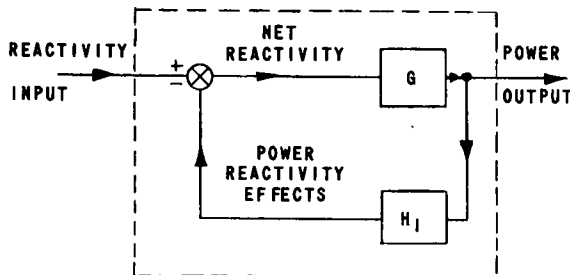 REACTIVITY
INPUT
+
−
NET
REACTIVITY
G
POWER
OUTPUT
POWER
REACTIVITY
EFFECTS
H1